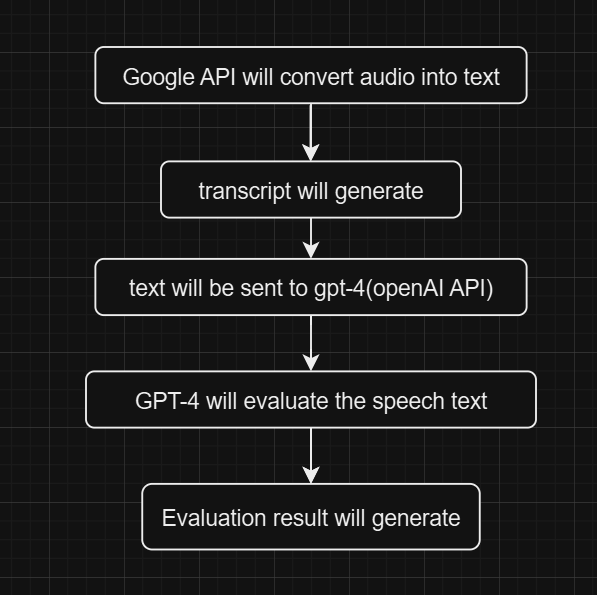 Google API will convert audio into text
transcript will generate
text will be sent to gpt-4(openAI API)
GPT-4 will evaluate the speech text
Evaluation result will generate